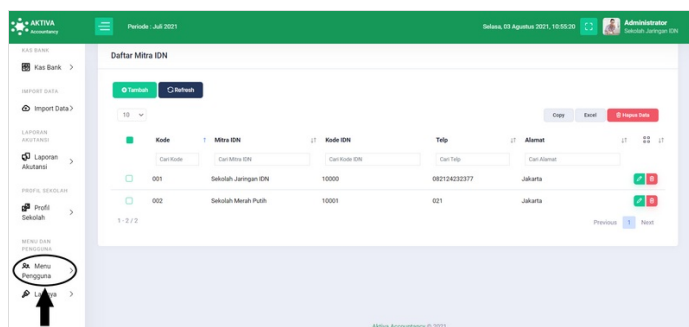 AKTIVA
Accountancy
Periode : Juli 2021
Selasa, 03 Agustus 2021, 10:55:20
Administrator
Sekolah Jaringan IDN
KAS BANK
Kas Bank
IMPORT DATA
Import Data
LAPORAN
AKUTANSI
Laporan
Akutansi
PROFIL SEKOLAH
Profil
Sekolah
MENU DAN
PENGGUNA
Menu
Pengguna
Daftar Mitra IDN
Tambah Refresh
10 Copy Excel Hapus Data
Kode Mitra IDN Kode IDN Telp Alamat
Cari Kode Cari Mitra IDN Cari Kode IDN Cari Telp Cari Alamat
001 Sekolah Jaringan IDN 10000 082124232377 Jakarta
002 Sekolah Merah Putih 10001 021 Jakarta
1 - 2 / 2 Previous 1 Next